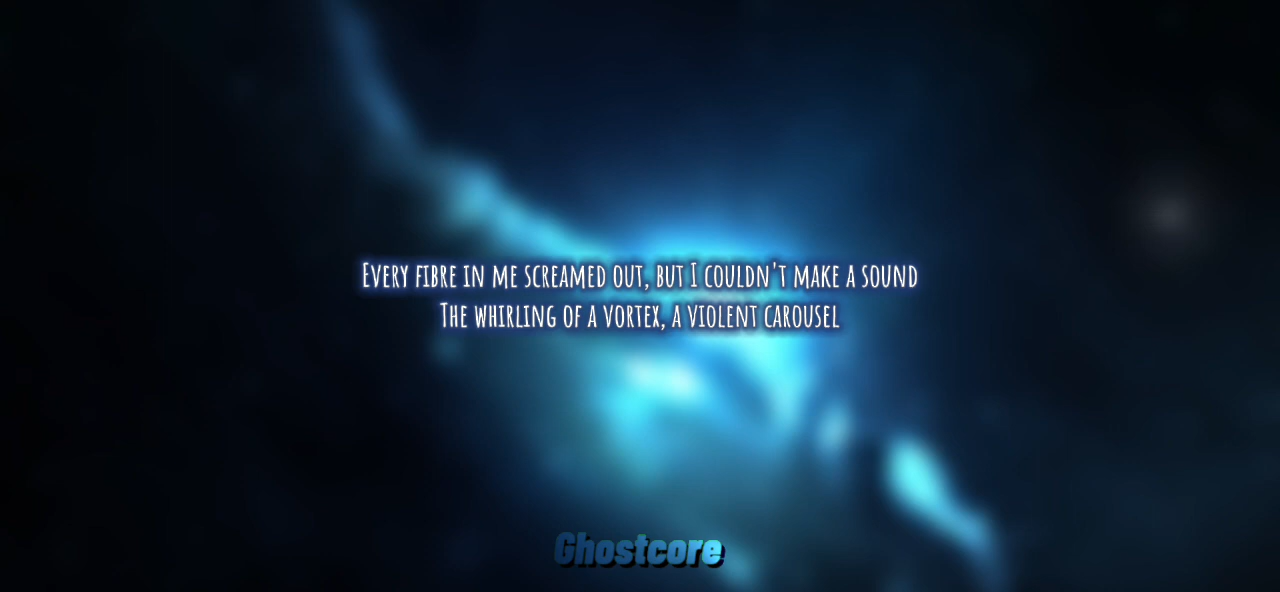 Every fibre in me screamed out, but I couldn't make a sound
The whirling of a vortex, a violent carousel
Ghostcore